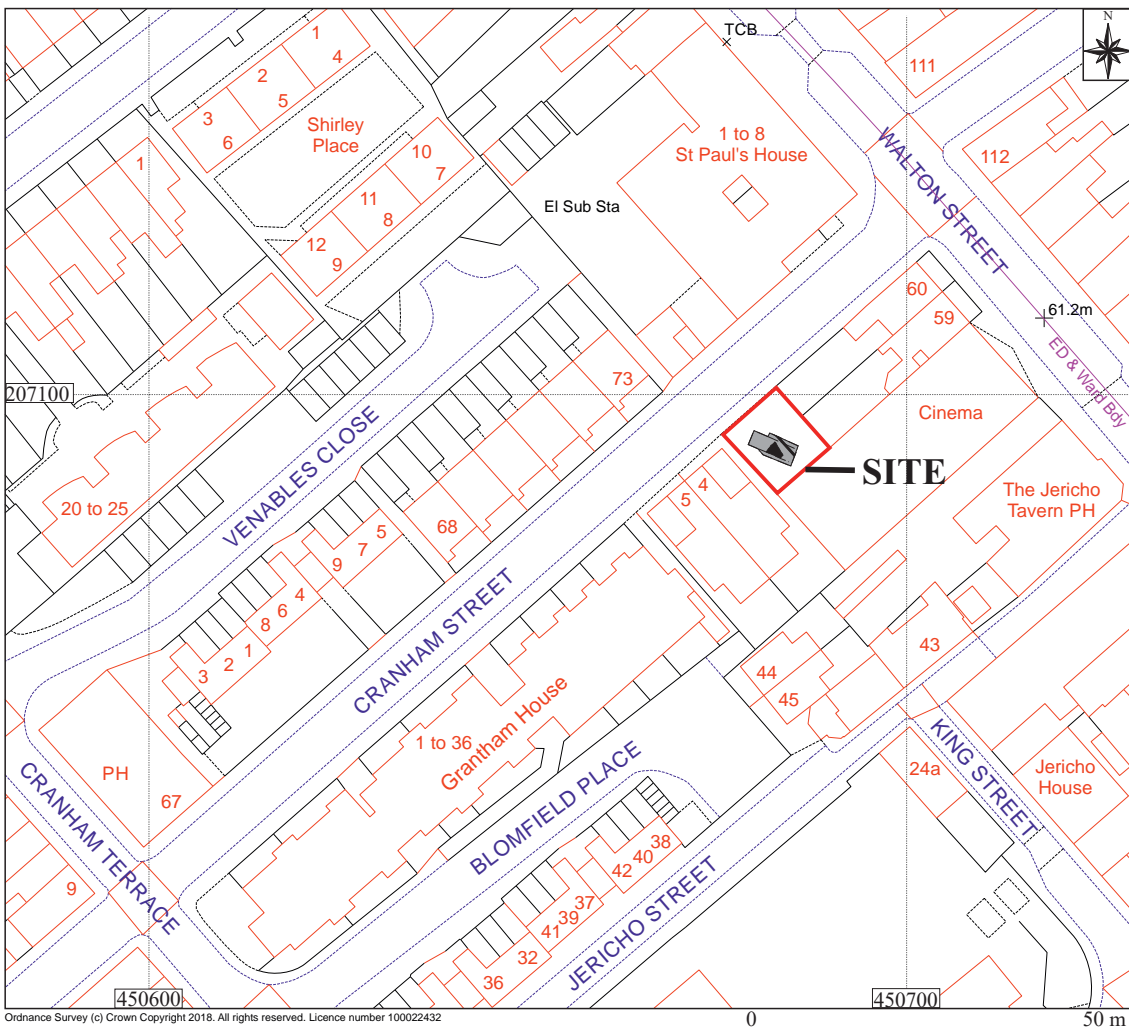 N
TCB
1
4
2
5
3
6
Shirley
Place
111
1
10
7
11
8
12
9
1 to 8
St Paul's House
WALTON STREET
112
El Sub Sta
60
59
61.2m
ED & Ward Bdy
207100
73
Cinema
SITE
The Jericho
Tavern PH
VENABLES CLOSE
20 to 25
5
7
9
68
4
5
4
6
8
1
2
3
CRANHAM STREET
44
45
43
1 to 36
Grantham House
PH
67
BLOMFIELD PLACE
KING STREET
24a
Jericho
House
CRANHAM TERRACE
9
38
40
42
37
39
41
32
36
JERICHO STREET
450600
450700
Ordnance Survey (c) Crown Copyright 2018. All rights reserved. Licence number 100022432
0
50 m